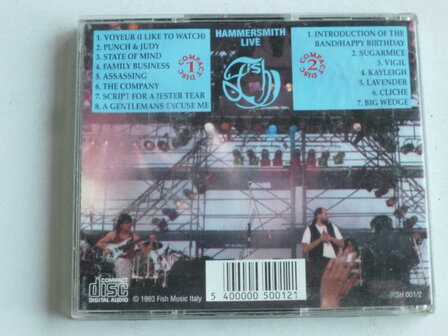 1. VOYEUR (I LIKE TO WATCH)
2. PUNCH & JUDY
3. STATE OF MIND
4. FAMILY BUSINESS
5. ASSASSING
6. THE COMPANY
7. SCRIPT FOR A JESTER TEAR
8. A GENTLEMANS EXCUSE ME
COMPACT DISC 1
HAMMERSMITH
LIVE
COMPACT DISC 2
1. INTRODUCTION OF THE
BAND/HAPPY BIRTHDAY
2. SUGARMICE
3. VIGIL
4. KAYLEIGH
5. LAVENDER
6. CLICHE
7. BIG WEDGE
COMPACT
disc
DIGITAL AUDIO
© 1993 Fish Music Italy
5 400000 500121
001/2